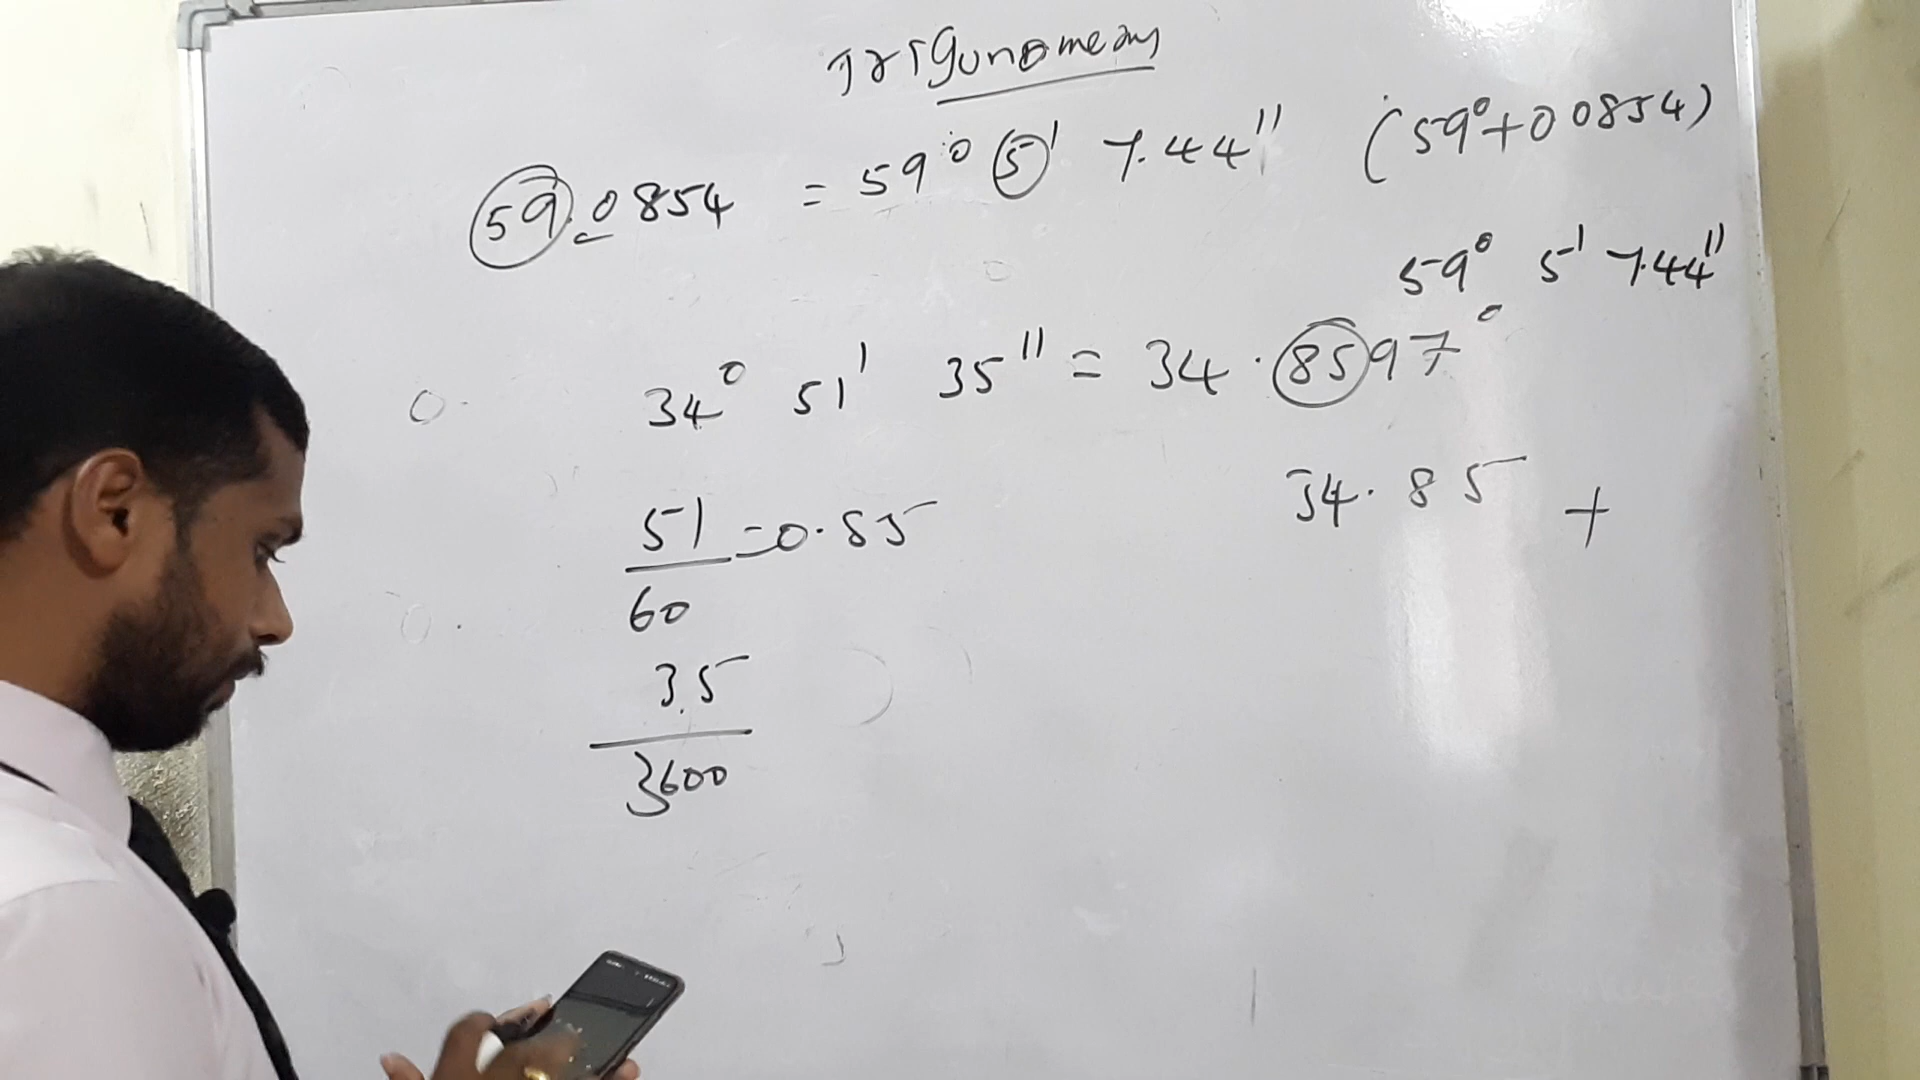 Trigunomeny
59.0854 = 59° 5' 7.44" (59°+0 0854)
59° 5' 7.44"
34° 51' 35" = 34.8597°
51/60 = 0.85
34.85 +
35
3600